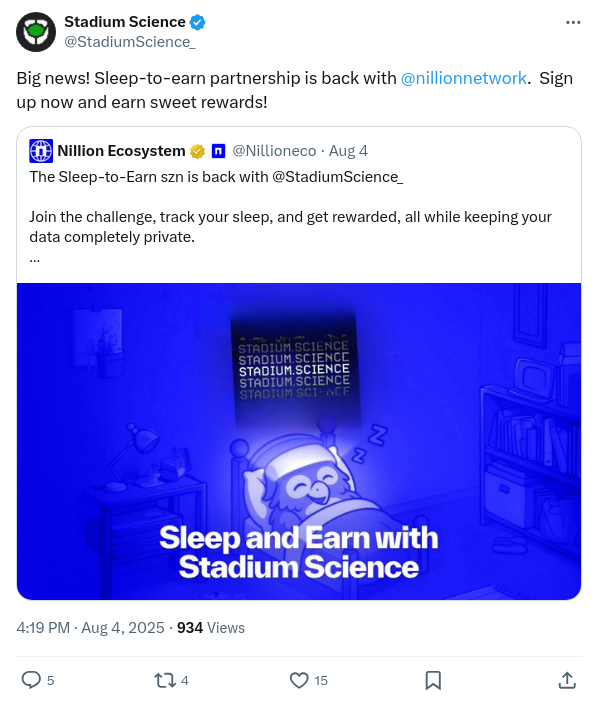 Stadium Science
@StadiumScience_
Big news! Sleep-to-earn partnership is back with @nillionnetwork.  Sign
up now and earn sweet rewards!
Nillion Ecosystem @Nillioneco · Aug 4
The Sleep-to-Earn szn is back with @StadiumScience_
Join the challenge, track your sleep, and get rewarded, all while keeping your
data completely private.
...
STADIUM.SCIENCE
STADIUM.SCIENCE
STADIUM.SCIENCE
STADIUM.SCIENCE
z
z
z
Sleep and Earn with
Stadium Science
4:19 PM · Aug 4, 2025 · 934 Views
5 4 15